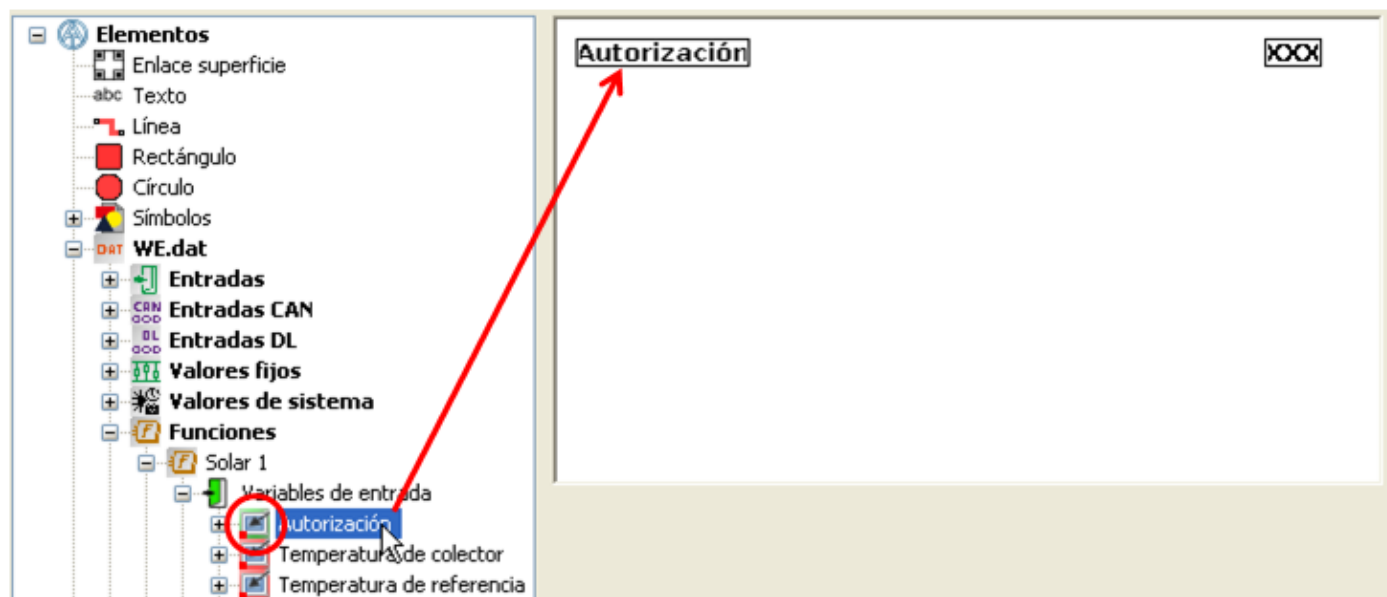 Elementos
Enlace superficie
abc Texto
Línea
Rectángulo
Círculo
Símbolos
DAT WE.dat
Entradas
CAN Entradas CAN
DL Entradas DL
Valores fijos
Valores de sistema
Funciones
Solar 1
Variables de entrada
Autorización
Temperatura de colector
Temperatura de referencia
Autorización XXX